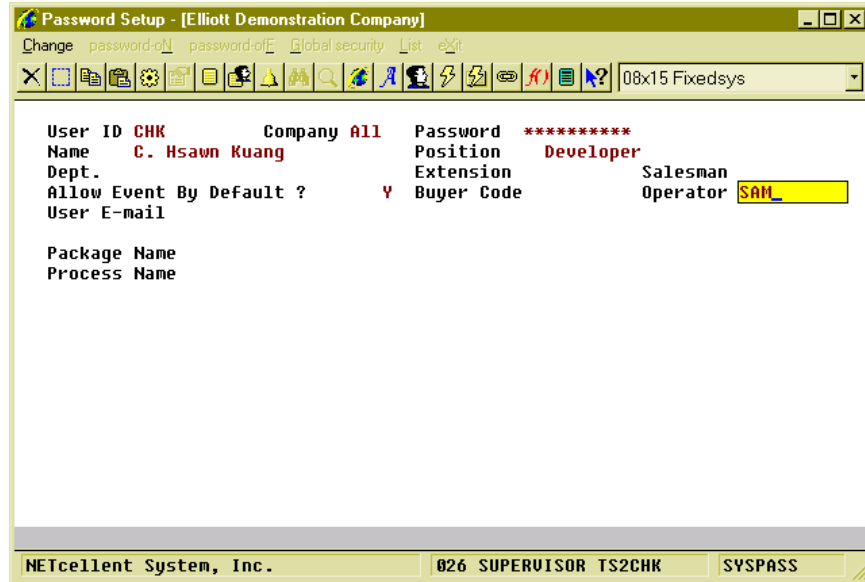 Password Setup - [Elliott Demonstration Company]
Change password-oN password-ofF Global security List eXit
08x15 Fixedsys
User ID CHK Company All Password **********
Name C. Hsawn Kuang Position Developer
Dept. Extension Salesman
Allow Event By Default ? Y Buyer Code Operator SAM_
User E-mail
Package Name
Process Name
NETcellent System, Inc. 026 SUPERVISOR TS2CHK SYSPASS